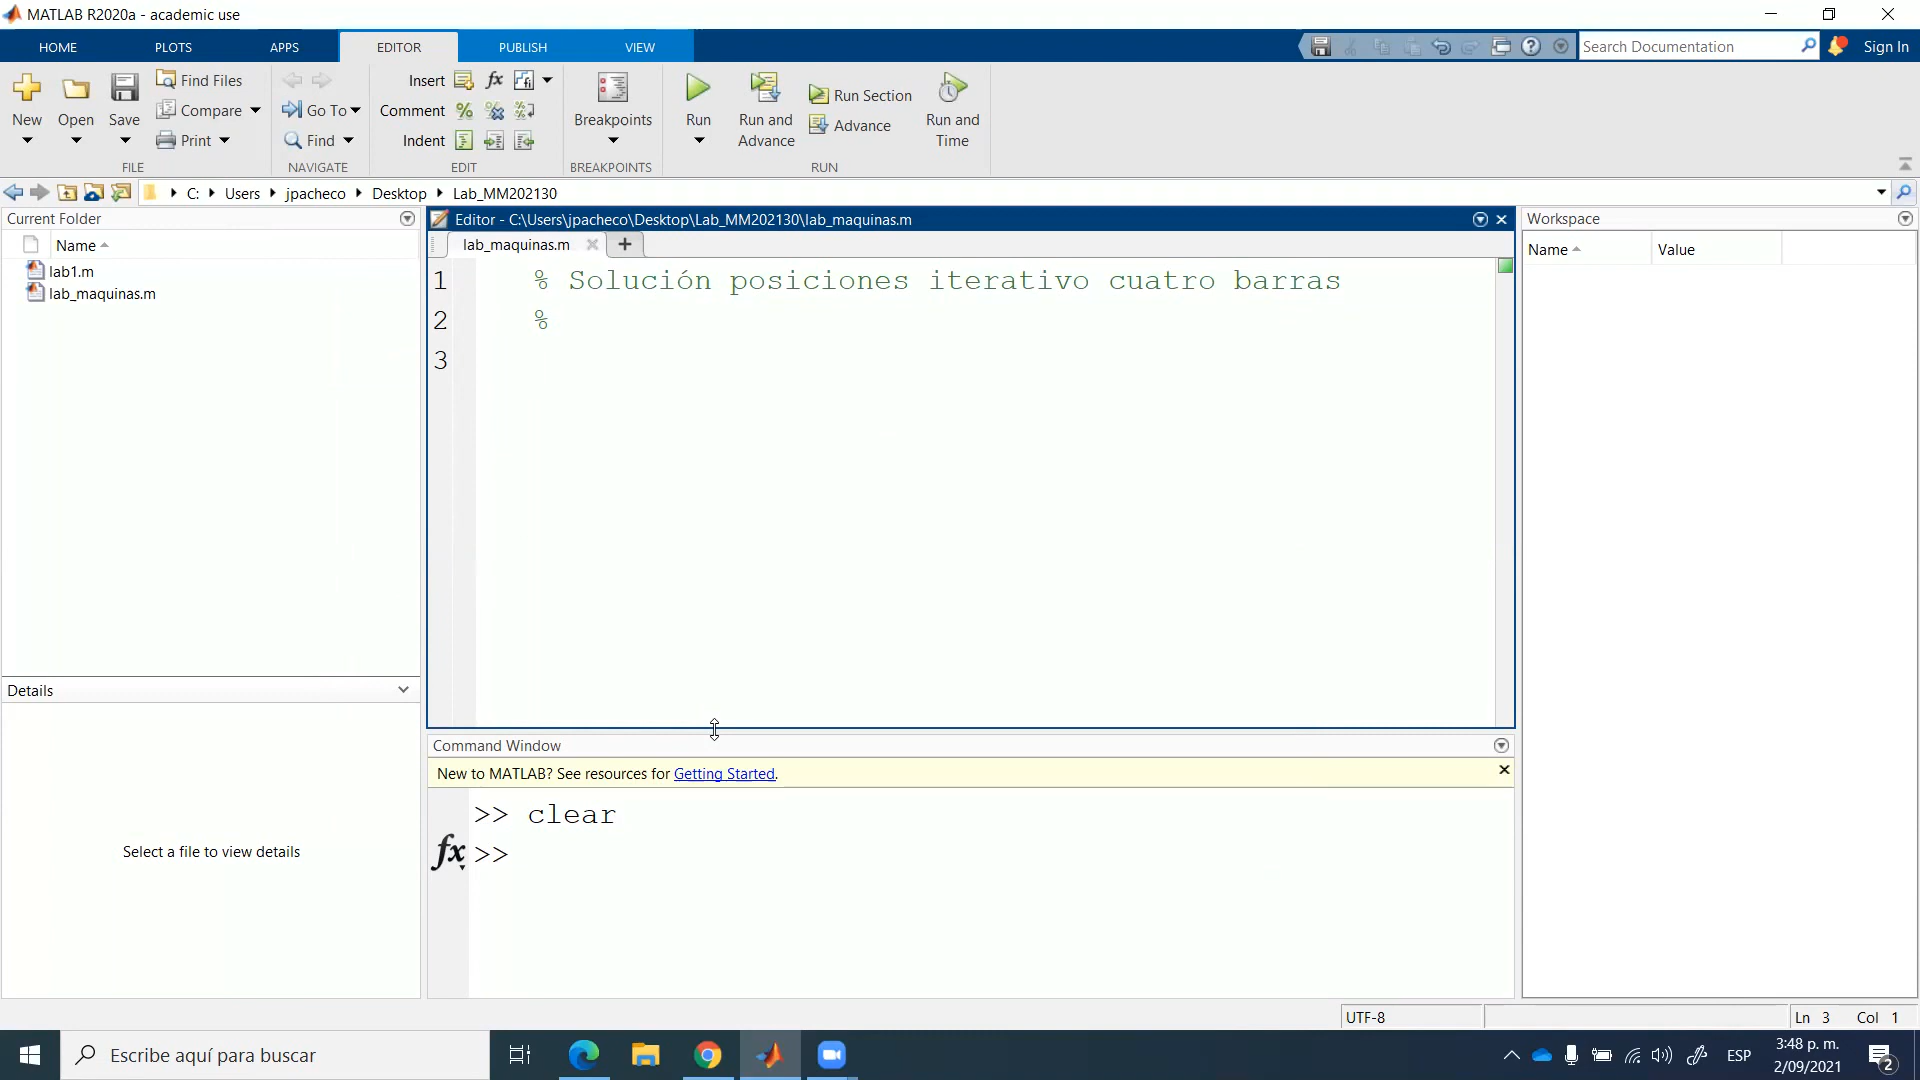 MATLAB R2020a - academic use
HOME PLOTS APPS EDITOR PUBLISH VIEW
Search Documentation
Sign In
New
Open
Save
Find Files
Compare
Print
FILE
Go To
Find
NAVIGATE
Insert
Comment
Indent
EDIT
Breakpoints
BREAKPOINTS
Run
Run and Advance
Run Section
Advance
Run and Time
RUN
C: Users jpacheco Desktop Lab_MM202130
Current Folder
Name
lab1.m
lab_maquinas.m
Details
Select a file to view details
Editor - C:\Users\jpacheco\Desktop\Lab_MM202130\lab_maquinas.m
lab_maquinas.m
1 % Solución posiciones iterativo cuatro barras
2 %
3
Command Window
New to MATLAB? See resources for Getting Started.
>> clear
fx >>
Workspace
Name Value
UTF-8
Ln 3 Col 1
Escribe aquí para buscar
ESP
3:48 p. m.
2/09/2021
2